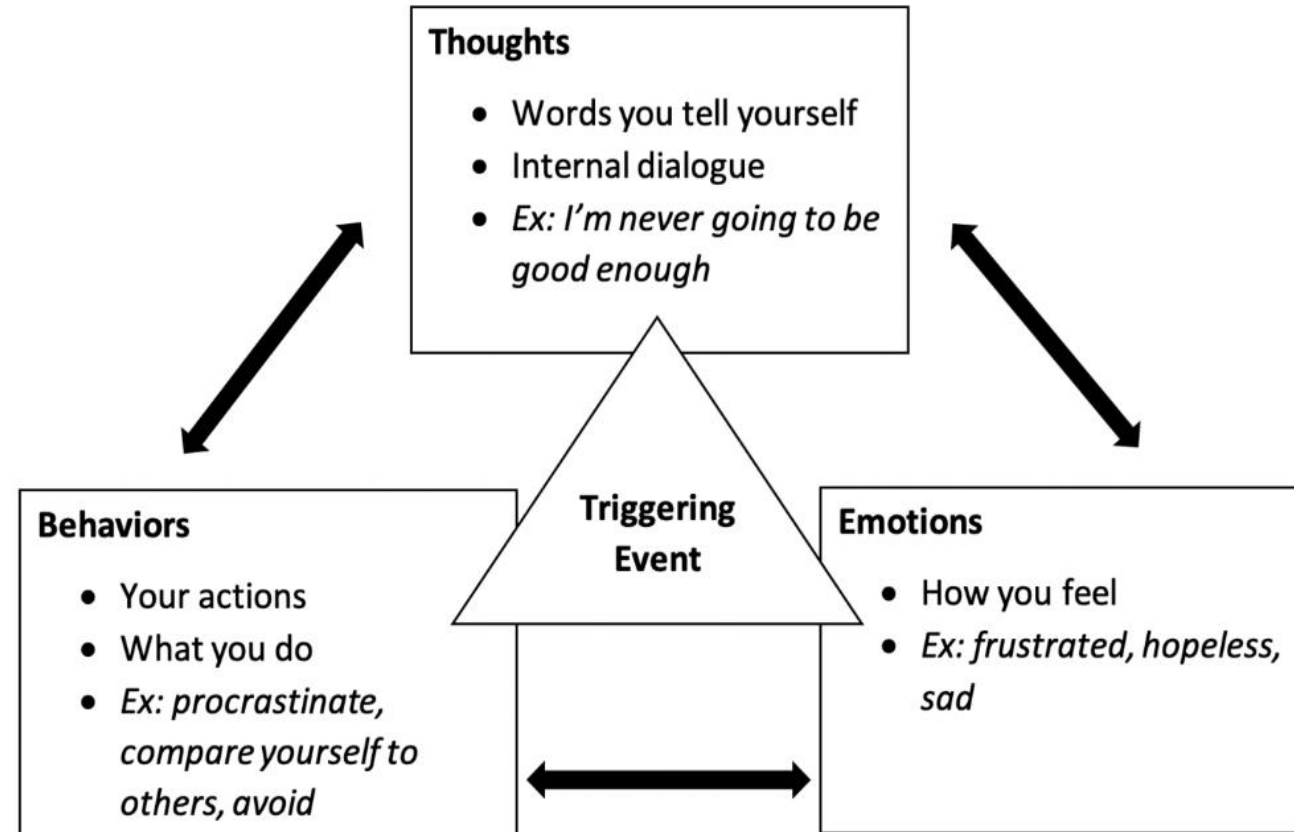 Thoughts
• Words you tell yourself
• Internal dialogue
• Ex: I’m never going to be
good enough
Triggering
Event
Behaviors
• Your actions
• What you do
• Ex: procrastinate,
compare yourself to
others, avoid
Emotions
• How you feel
• Ex: frustrated, hopeless,
sad